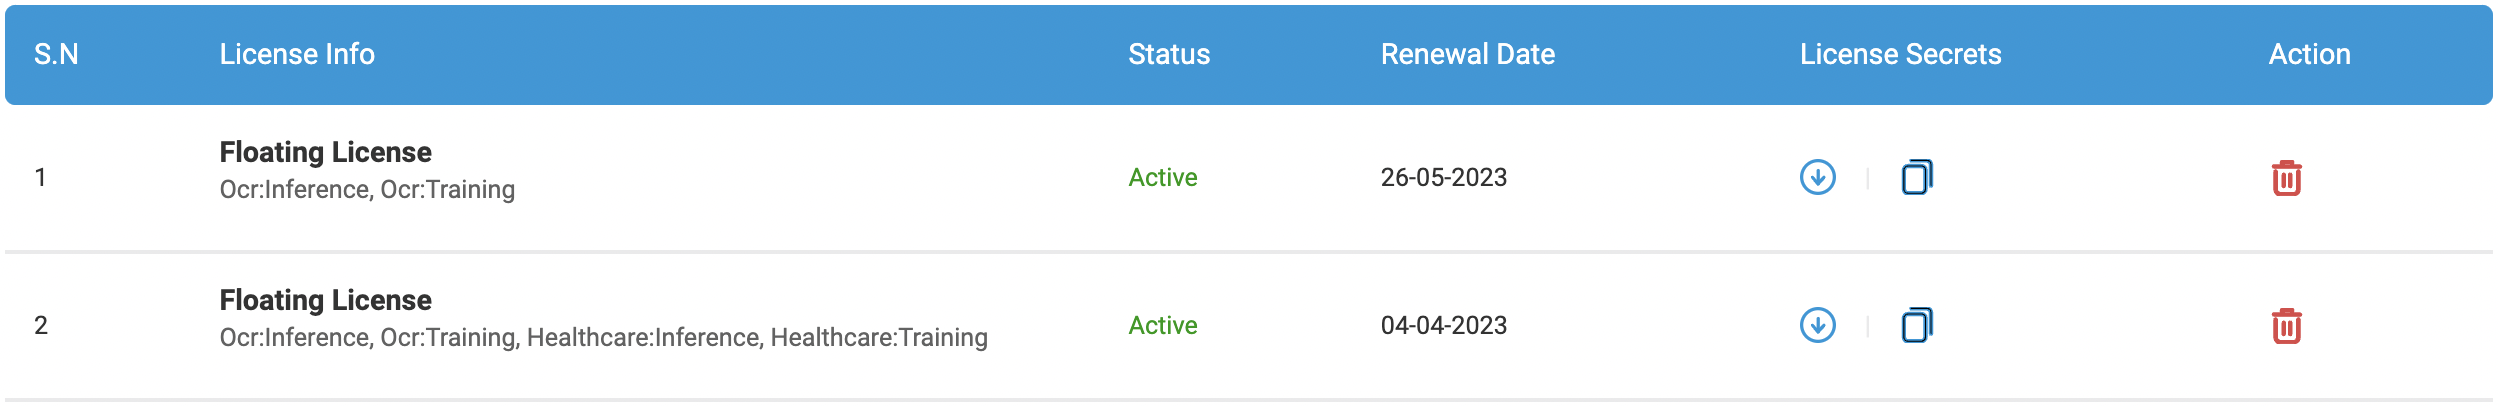 S.N License Info Status Renewal Date License Secrets Action
Floating License
1 Ocr:Inference, Ocr:Training Active 26-05-2023
Floating License
2 Ocr:Inference, Ocr:Training, Healthcare:Inference, Healthcare:Training Active 04-04-2023